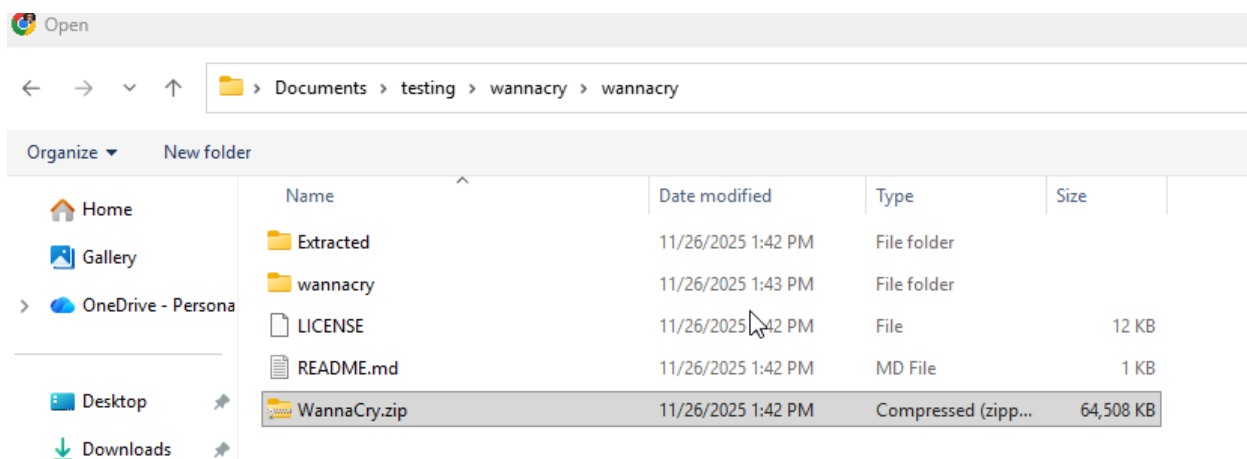 Open
Documents > testing > wannacry > wannacry
Organize New folder
Name Date modified Type Size
Home
Gallery
OneDrive - Persona
Desktop
Downloads
Extracted 11/26/2025 1:42 PM File folder
wannacry 11/26/2025 1:43 PM File folder
LICENSE 11/26/2025 42 PM File 12 KB
README.md 11/26/2025 1:42 PM MD File 1 KB
WannaCry.zip 11/26/2025 1:42 PM Compressed (zipp... 64,508 KB